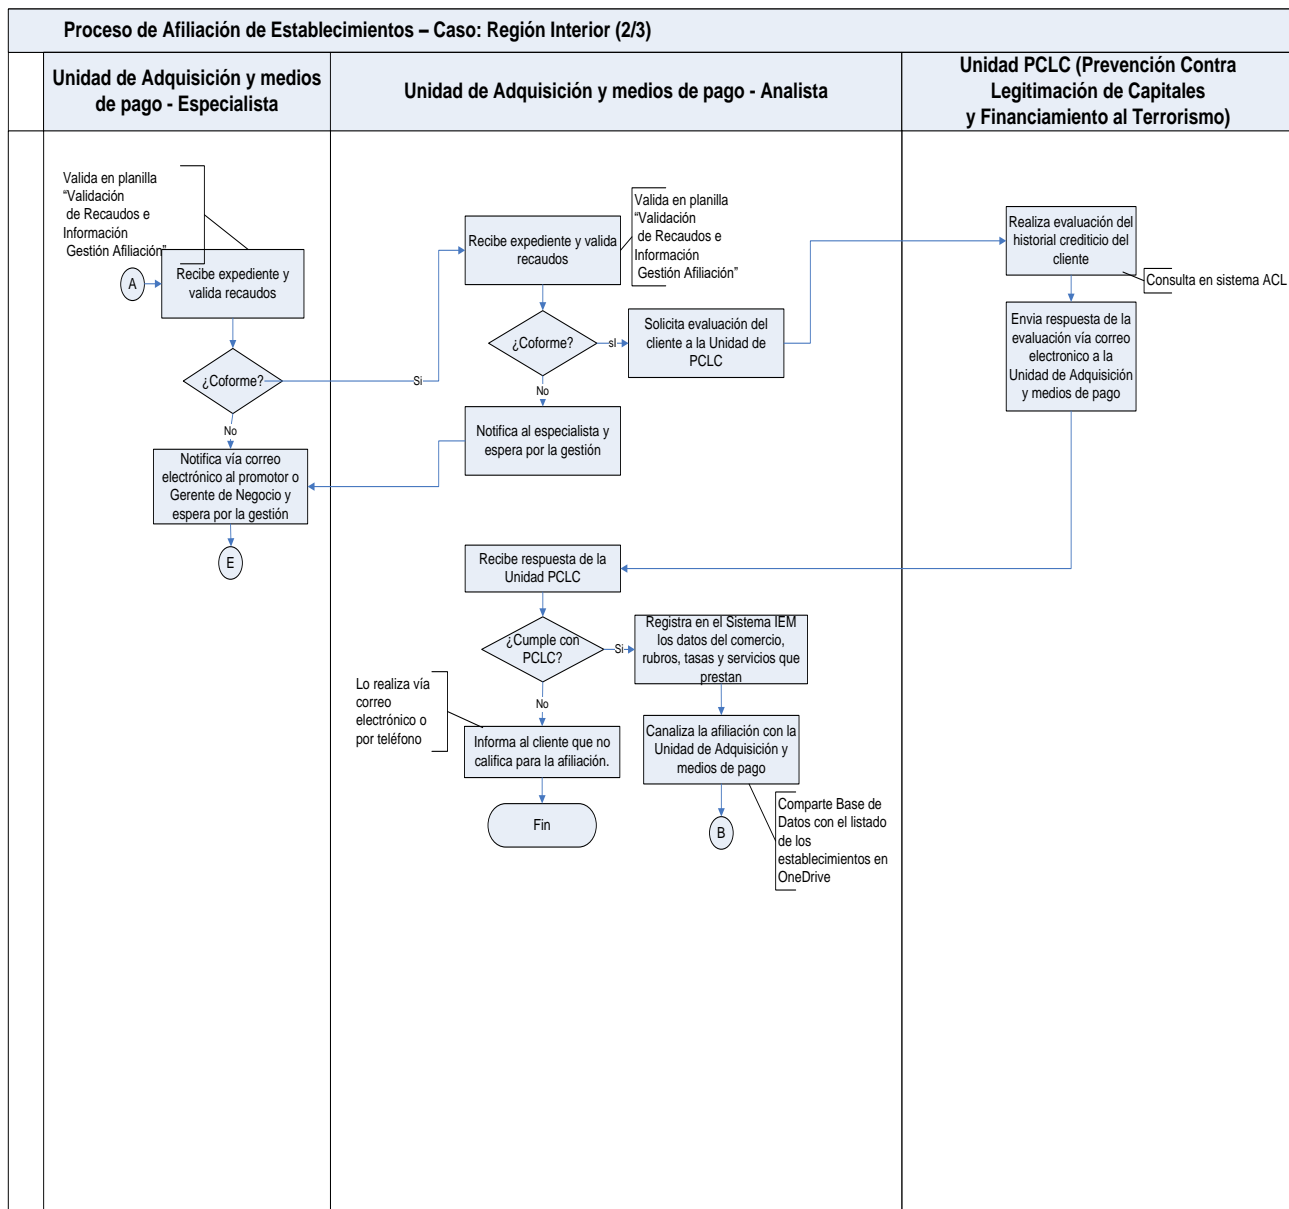 Proceso de Afiliación de Establecimientos – Caso: Región Interior (2/3)
Unidad de Adquisición y medios
de pago - Especialista
Unidad de Adquisición y medios de pago - Analista
Unidad PCLC (Prevención Contra
Legitimación de Capitales
y Financiamiento al Terrorismo)
Valida en planilla
“Validación
de Recaudos e
Información
Gestión Afiliación”
A
Recibe expediente y
valida recaudos
¿Coforme?
Si
No
Notifica vía correo
electrónico al promotor o
Gerente de Negocio y
espera por la gestión
E
Recibe expediente y valida
recaudos
Valida en planilla
“Validación
de Recaudos e
Información
Gestión Afiliación”
¿Coforme?
sI
No
Solicita evaluación del
cliente a la Unidad de
PCLC
Notifica al especialista y
espera por la gestión
Realiza evaluación del
historial crediticio del
cliente
Consulta en sistema ACL
Envia respuesta de la
evaluación vía correo
electronico a la
Unidad de Adquisición
y medios de pago
Recibe respuesta de la
Unidad PCLC
¿Cumple con
PCLC?
Si
No
Registra en el Sistema IEM
los datos del comercio,
rubros, tasas y servicios que
prestan
Lo realiza vía
correo
electrónico o
por teléfono
Informa al cliente que no
califica para la afiliación.
Fin
Canaliza la afiliación con la
Unidad de Adquisición y
medios de pago
B
Comparte Base de
Datos con el listado
de los
establecimientos en
OneDrive